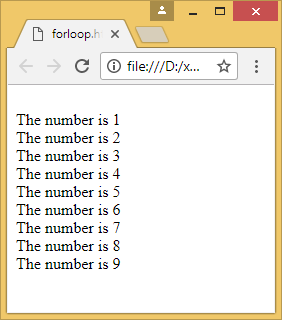 forloop.h
file:///D:/x...
The number is 1
The number is 2
The number is 3
The number is 4
The number is 5
The number is 6
The number is 7
The number is 8
The number is 9